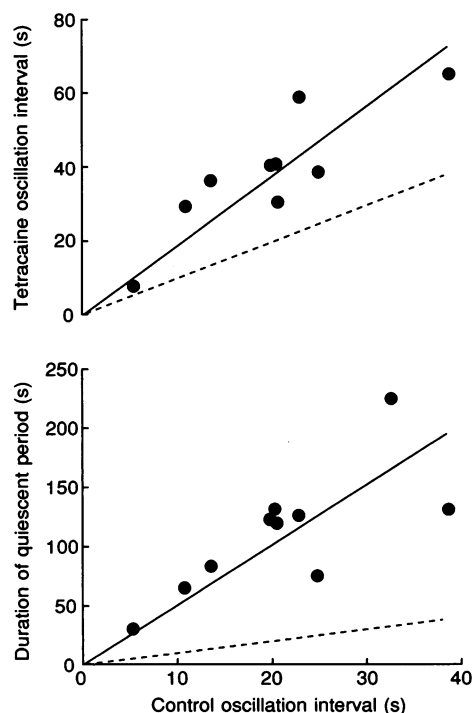 Tetracaine oscillation interval (s)
80
60
40
20
0
Duration of quiescent period (s)
250
200
150
100
50
0
0 10 20 30 40
Control oscillation interval (s)